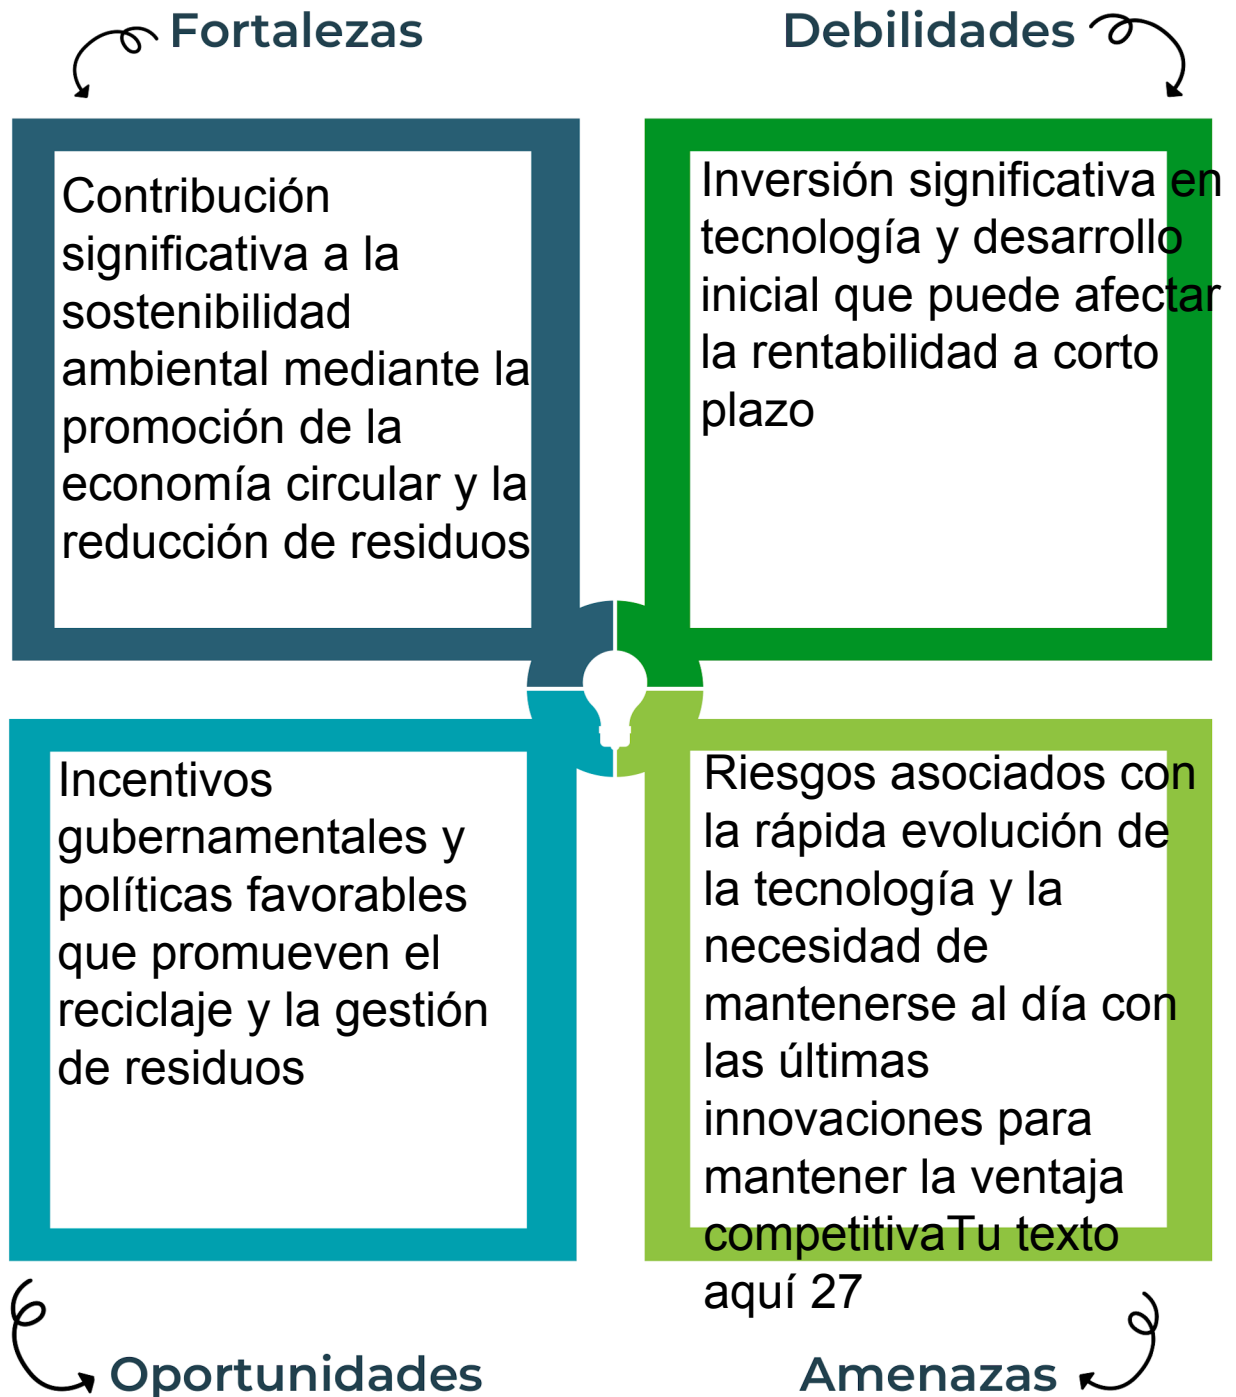 Fortalezas
Contribución
significativa a la
sostenibilidad
ambiental mediante la
promoción de la
economía circular y la
reducción de residuos
Debilidades
Inversión significativa en
tecnología y desarrollo
inicial que puede afectar
la rentabilidad a corto
plazo
Incentivos
gubernamentales y
políticas favorables
que promueven el
reciclaje y la gestión
de residuos
Oportunidades
Riesgos asociados con
la rápida evolución de
la tecnología y la
necesidad de
mantenerse al día con
las últimas
innovaciones para
mantener la ventaja
competitivaTu texto
aquí 27
Amenazas